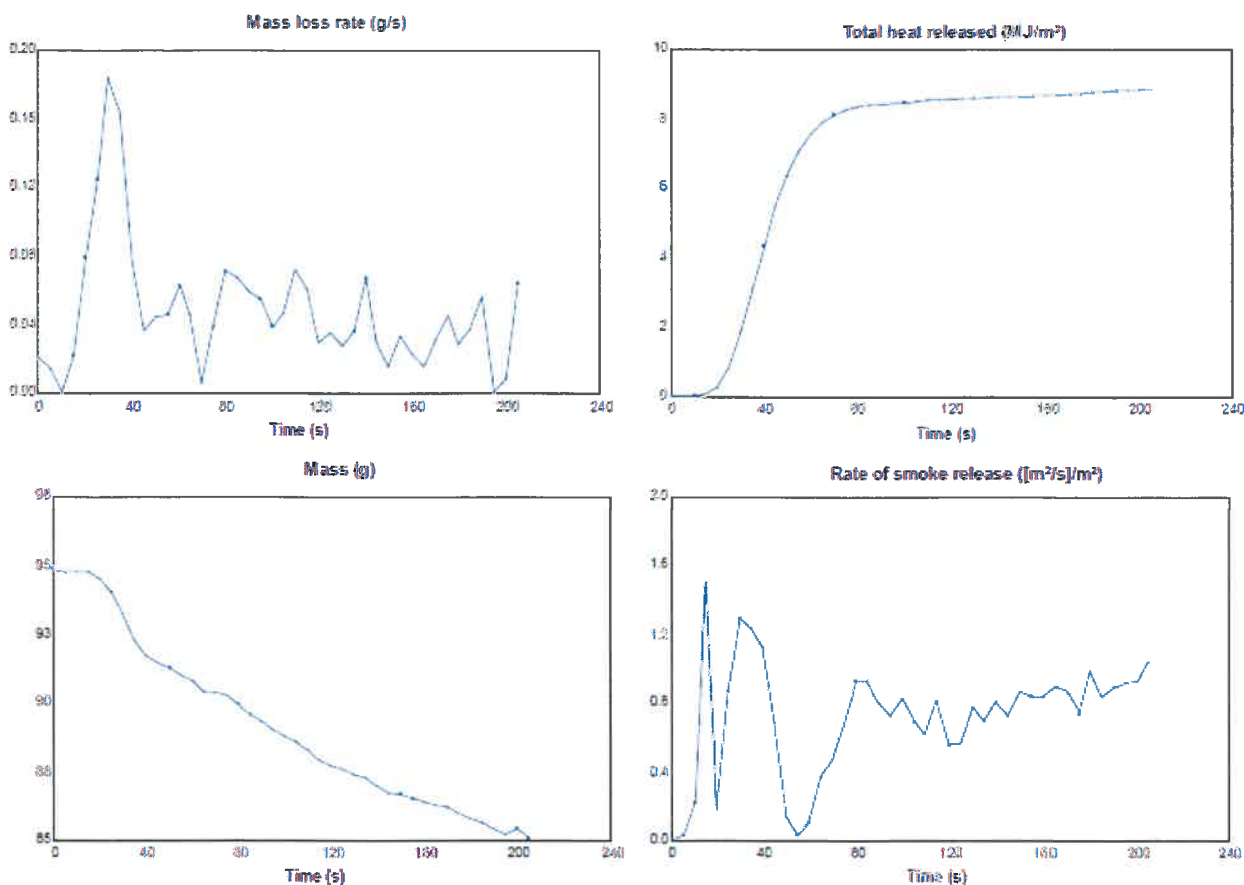 Mass loss rate (g/s)
0.20
0.16
0.12
0.08
0.04
0.00
0 40 80 120 160 200 240
Time (s)
Total heat released (MJ/m²)
10
8
6
4
2
0
0 40 80 120 160 200 240
Time (s)
Mass (g)
98
95
93
90
88
85
0 40 80 120 160 200 240
Time (s)
Rate of smoke release ([m²/s]/m²)
2.0
1.6
1.2
0.8
0.4
0.0
0 40 80 120 160 200 240
Time (s)